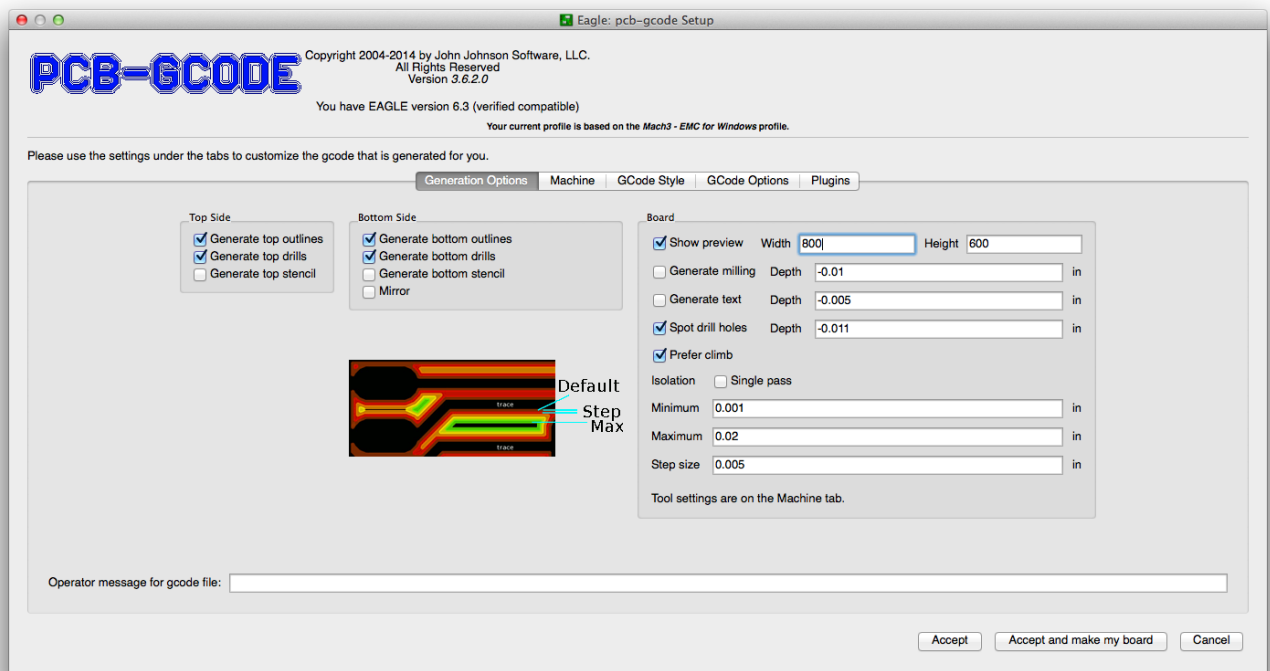 Eagle: pcb-gcode Setup
PCB-GCODE
Copyright 2004-2014 by John Johnson Software, LLC.
All Rights Reserved
Version 3.6.2.0
You have EAGLE version 6.3 (verified compatible)
Your current profile is based on the Mach3 - EMC for Windows profile.
Please use the settings under the tabs to customize the gcode that is generated for you.
Generation Options Machine GCode Style GCode Options Plugins
Top Side
Generate top outlines
Generate top drills
Generate top stencil
Bottom Side
Generate bottom outlines
Generate bottom drills
Generate bottom stencil
Mirror
trace
Default
Step
Max
trace
Board
Show preview Width 800 Height 600
Generate milling Depth -0.01 in
Generate text Depth -0.005 in
Spot drill holes Depth -0.011 in
Prefer climb
Isolation Single pass
Minimum 0.001 in
Maximum 0.02 in
Step size 0.005 in
Tool settings are on the Machine tab.
Operator message for gcode file:
Accept Accept and make my board Cancel